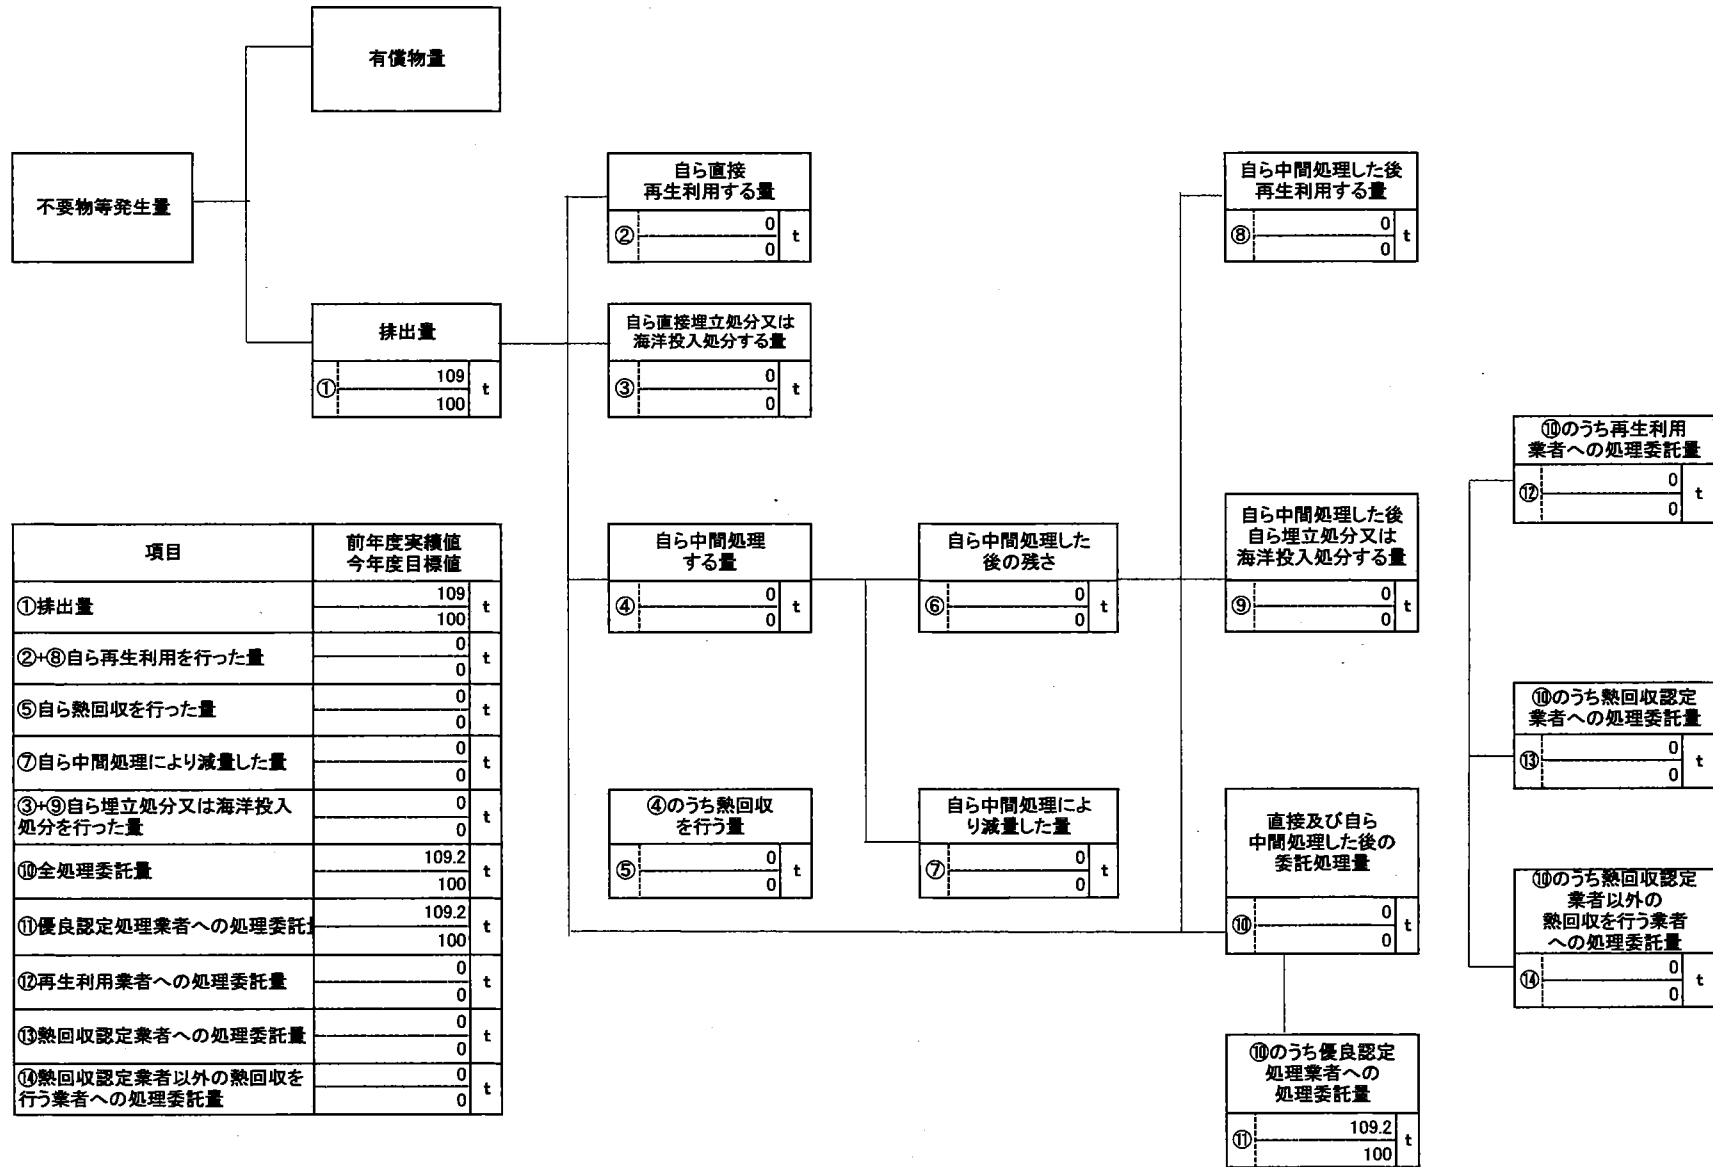 有償物量
不要物等発生量
排出量
①
109
100
t
自ら直接
再生利用する量
②
0
0
t
自ら直接埋立処分又は
海洋投入処分する量
③
0
0
t
自ら中間処理
する量
④
0
0
t
④のうち熱回収
を行う量
⑤
0
0
t
自ら中間処理した
後の残さ
⑥
0
0
t
自ら中間処理によ
り減量した量
⑦
0
0
t
自ら中間処理した後
再生利用する量
⑧
0
0
t
自ら中間処理した後
自ら埋立処分又は
海洋投入処分する量
⑨
0
0
t
直接及び自ら
中間処理した後の
委託処理量
⑩
0
0
t
⑩のうち優良認定
処理業者への
処理委託量
⑪
109.2
100
t
⑩のうち再生利用
業者への処理委託量
⑫
0
0
t
⑩のうち熱回収認定
業者への処理委託量
⑬
0
0
t
⑩のうち熱回収認定
業者以外の
熱回収を行う業者
への処理委託量
⑭
0
0
t
項目
前年度実績値
今年度目標値
①排出量
109
100
t
②+⑧自ら再生利用を行った量
0
0
t
⑤自ら熱回収を行った量
0
0
t
⑦自ら中間処理により減量した量
0
0
t
③+⑨自ら埋立処分又は海洋投入
処分を行った量
0
0
t
⑩全処理委託量
109.2
100
t
⑪優良認定処理業者への処理委託
109.2
100
t
⑫再生利用業者への処理委託量
0
0
t
⑬熱回収認定業者への処理委託量
0
0
t
⑭熱回収認定業者以外の熱回収を
行う業者への処理委託量
0
0
t